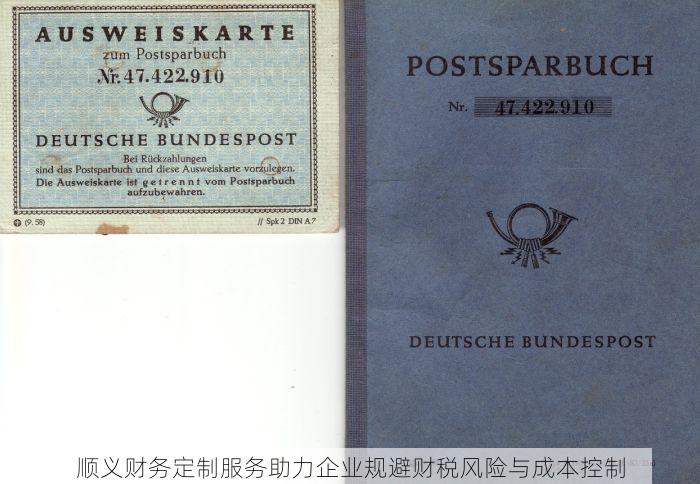 AUSWEISKARTE
zum Postsparbuch
Nr. 47.422.910
DEUTSCHE BUNDESPOST
Bei Rückzahlungen
sind das Postsparbuch und diese Ausweiskarte vorzulegen.
Die Ausweiskarte ist getrennt vom Postsparbuch
aufzubewahren.
(9. 58)
// Spk 2 DIN A 7
POSTSPARBUCH
Nr. 47.422.910
DEUTSCHE BUNDESPOST
顺义财务定制服务助力企业规避财税风险与成本控制